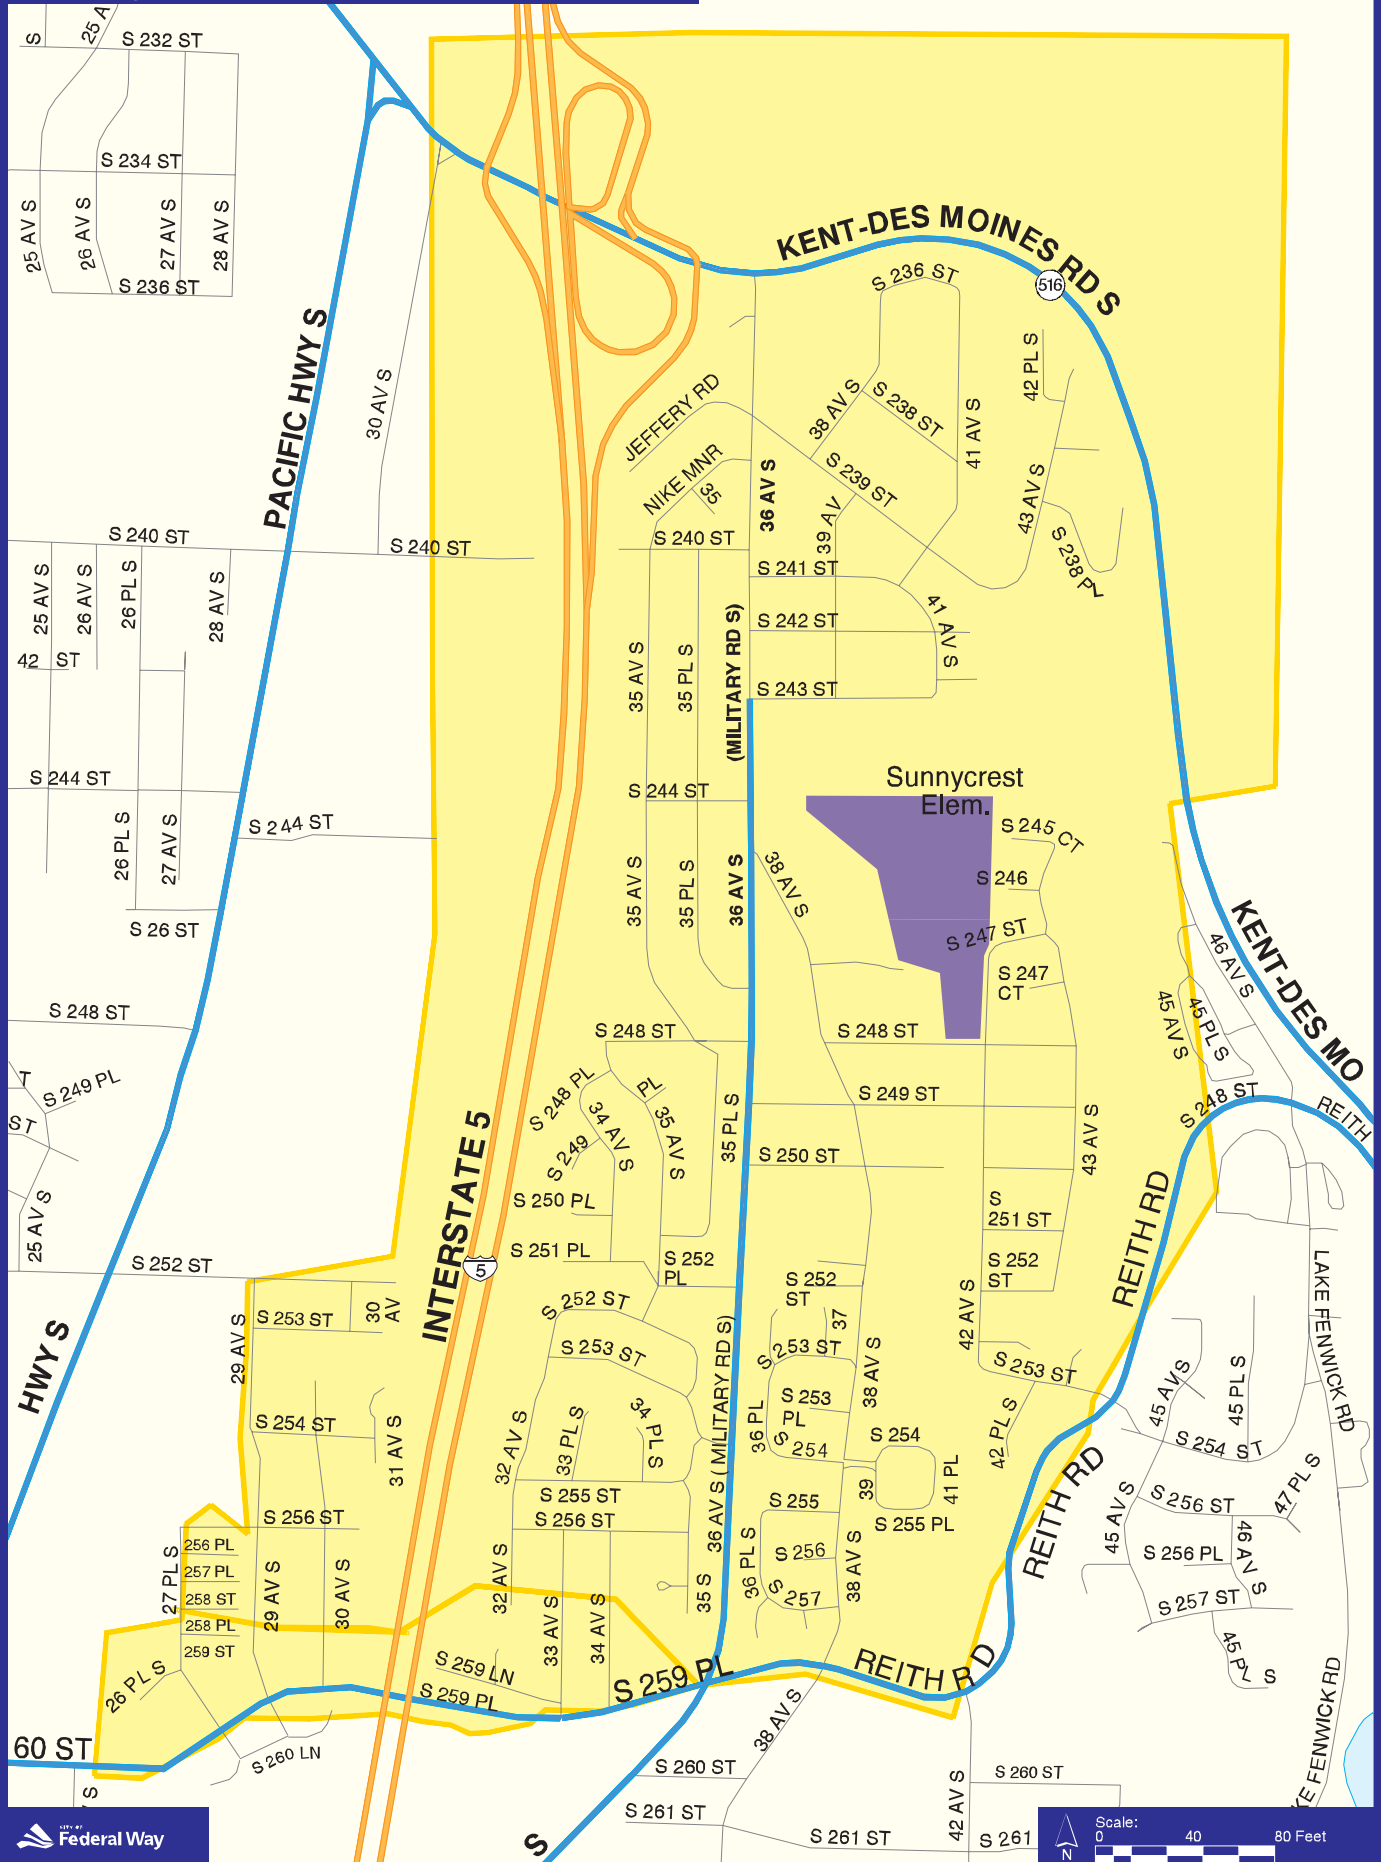 S
25 A
S 232 ST
S 234 ST
25 AV S
26 AV S
27 AV S
28 AV S
S 236 ST
KENT-DES MOINES RD S
516
S 236 ST
PACIFIC HWY S
30 AV S
JEFFERY RD
NIKE MNR
35
36 AV S
38 AV S
S 238 ST
41 AV S
42 PL S
S 239 ST
39 AV
43 AV S
S 238 PL
S 240 ST
S 240 ST
S 240 ST
S 241 ST
25 AV S
26 AV S
26 PL S
28 AV S
42 ST
35 AV S
35 PL S
(MILITARY RD S)
S 242 ST
41 AV S
S 243 ST
S 244 ST
S 244 ST
S 244 ST
26 PL S
27 AV S
S 26 ST
35 AV S
35 PL S
36 AV S
38 AV S
Sunnycrest
Elem.
S 245 CT
S 246
S 247 ST
S 247
CT
KENT-DES MO
46 AV S
45 AV S
45 PL S
S 248 ST
S 248 ST
S 248 ST
S 248 ST
REITH
T
S 249 PL
ST
25 AV S
S 248 PL
PL
34 AV S
35 AV S
S 249
35 PL S
S 249 ST
S 250 ST
43 AV S
S 250 PL
S 251 PL
S
251 ST
S 252
ST
S 252 ST
INTERSTATE 5
5
S 252
PL
S 252
ST
REITH RD
LAKE FENWICK RD
HWY S
29 AV S
S 253 ST
30
AV
S 252 ST
S 253 ST
36 AV S ( MILITARY RD S)
37
S 253 ST
38 AV S
42 AV S
S 253 ST
45 AV S
45 PL S
S 254 ST
31 AV S
32 AV S
33 PL S
34 PL S
36 PL
S 253
PL
S 254
S 254
39
41 PL
S 255 PL
42 PL S
S 254 ST
47 PL S
REITH RD
45 AV S
S 256 ST
S 255 ST
S 256 ST
S 255
S 256 ST
46 AV S
S 256 PL
S 257 ST
45 PL S
256 PL
257 PL
258 ST
258 PL
259 ST
27 PL S
29 AV S
30 AV S
32 AV S
33 AV S
34 AV S
35 S
36 PL S
S 256
S 257
38 AV S
26 PL S
S 259 LN
S 259 PL
S 259 PL
REITH R D
38 AV S
60 ST
S 260 LN
S 260 ST
S 260 ST
S 261 ST
S 261 ST
42 AV S
S 261
KE FENWICK RD
S
S
CITY OF
Federal Way
N
Scale:
0 40 80 Feet